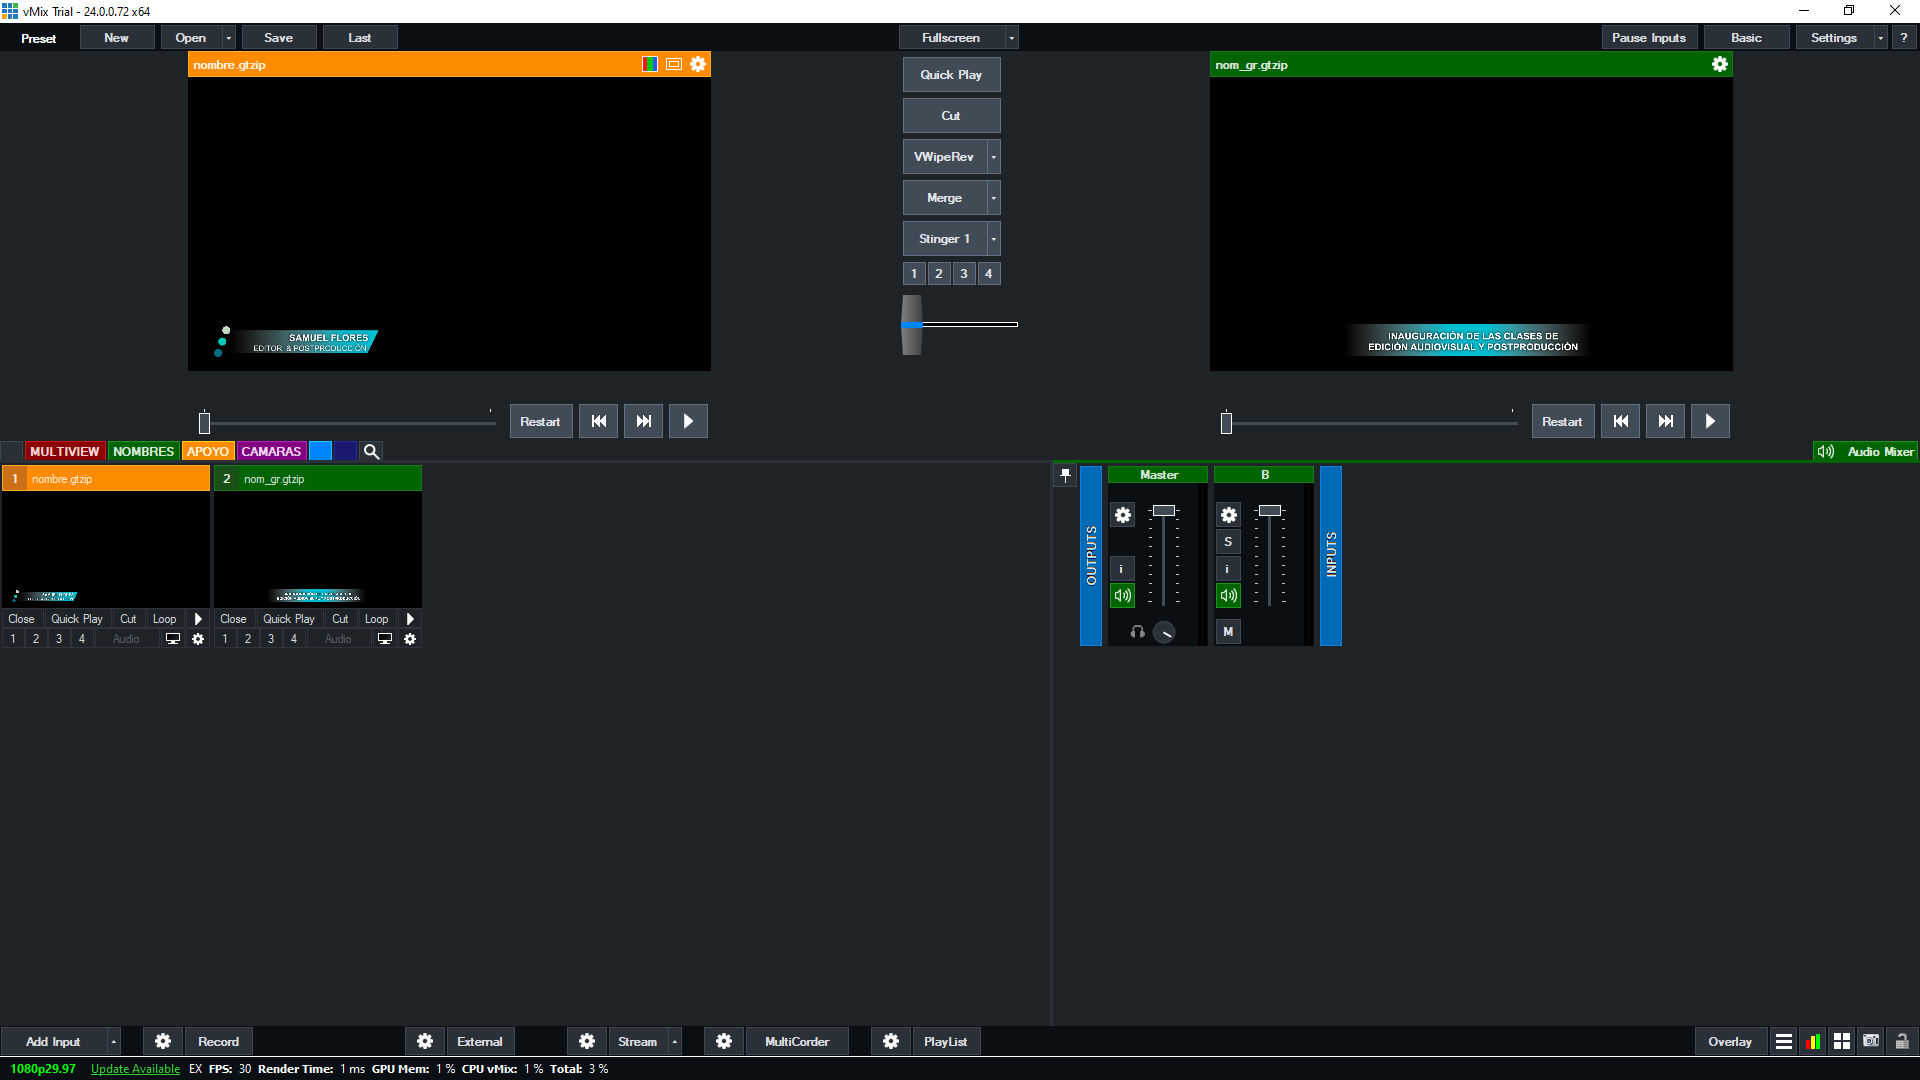 vMix Trial - 24.0.0.72 x64
Preset
New
Open
Save
Last
Fullscreen
Pause Inputs
Basic
Settings
?
nombre.gtzip
SAMUEL FLORES
EDITOR & POSTPRODUCCIÓN
Quick Play
Cut
VWipeRev
Merge
Stinger 1
1 2 3 4
nom_gr.gtzip
INAUGURACIÓN DE LAS CLASES DE
EDICIÓN AUDIOVISUAL Y POSTPRODUCCIÓN
Restart
Restart
MULTIVIEW NOMBRES APOYO CAMARAS
Audio Mixer
1 nombre.gtzip
Close Quick Play Cut Loop
1 2 3 4 Audio
2 nom_gr.gtzip
Close Quick Play Cut Loop
1 2 3 4 Audio
OUTPUTS
Master
i
B
S
i
M
INPUTS
Add Input
Record
External
Stream
MultiCorder
PlayList
Overlay
1080p29.97 Update Available EX FPS: 30 Render Time: 1 ms GPU Mem: 1 % CPU vMix: 1 % Total: 3 %